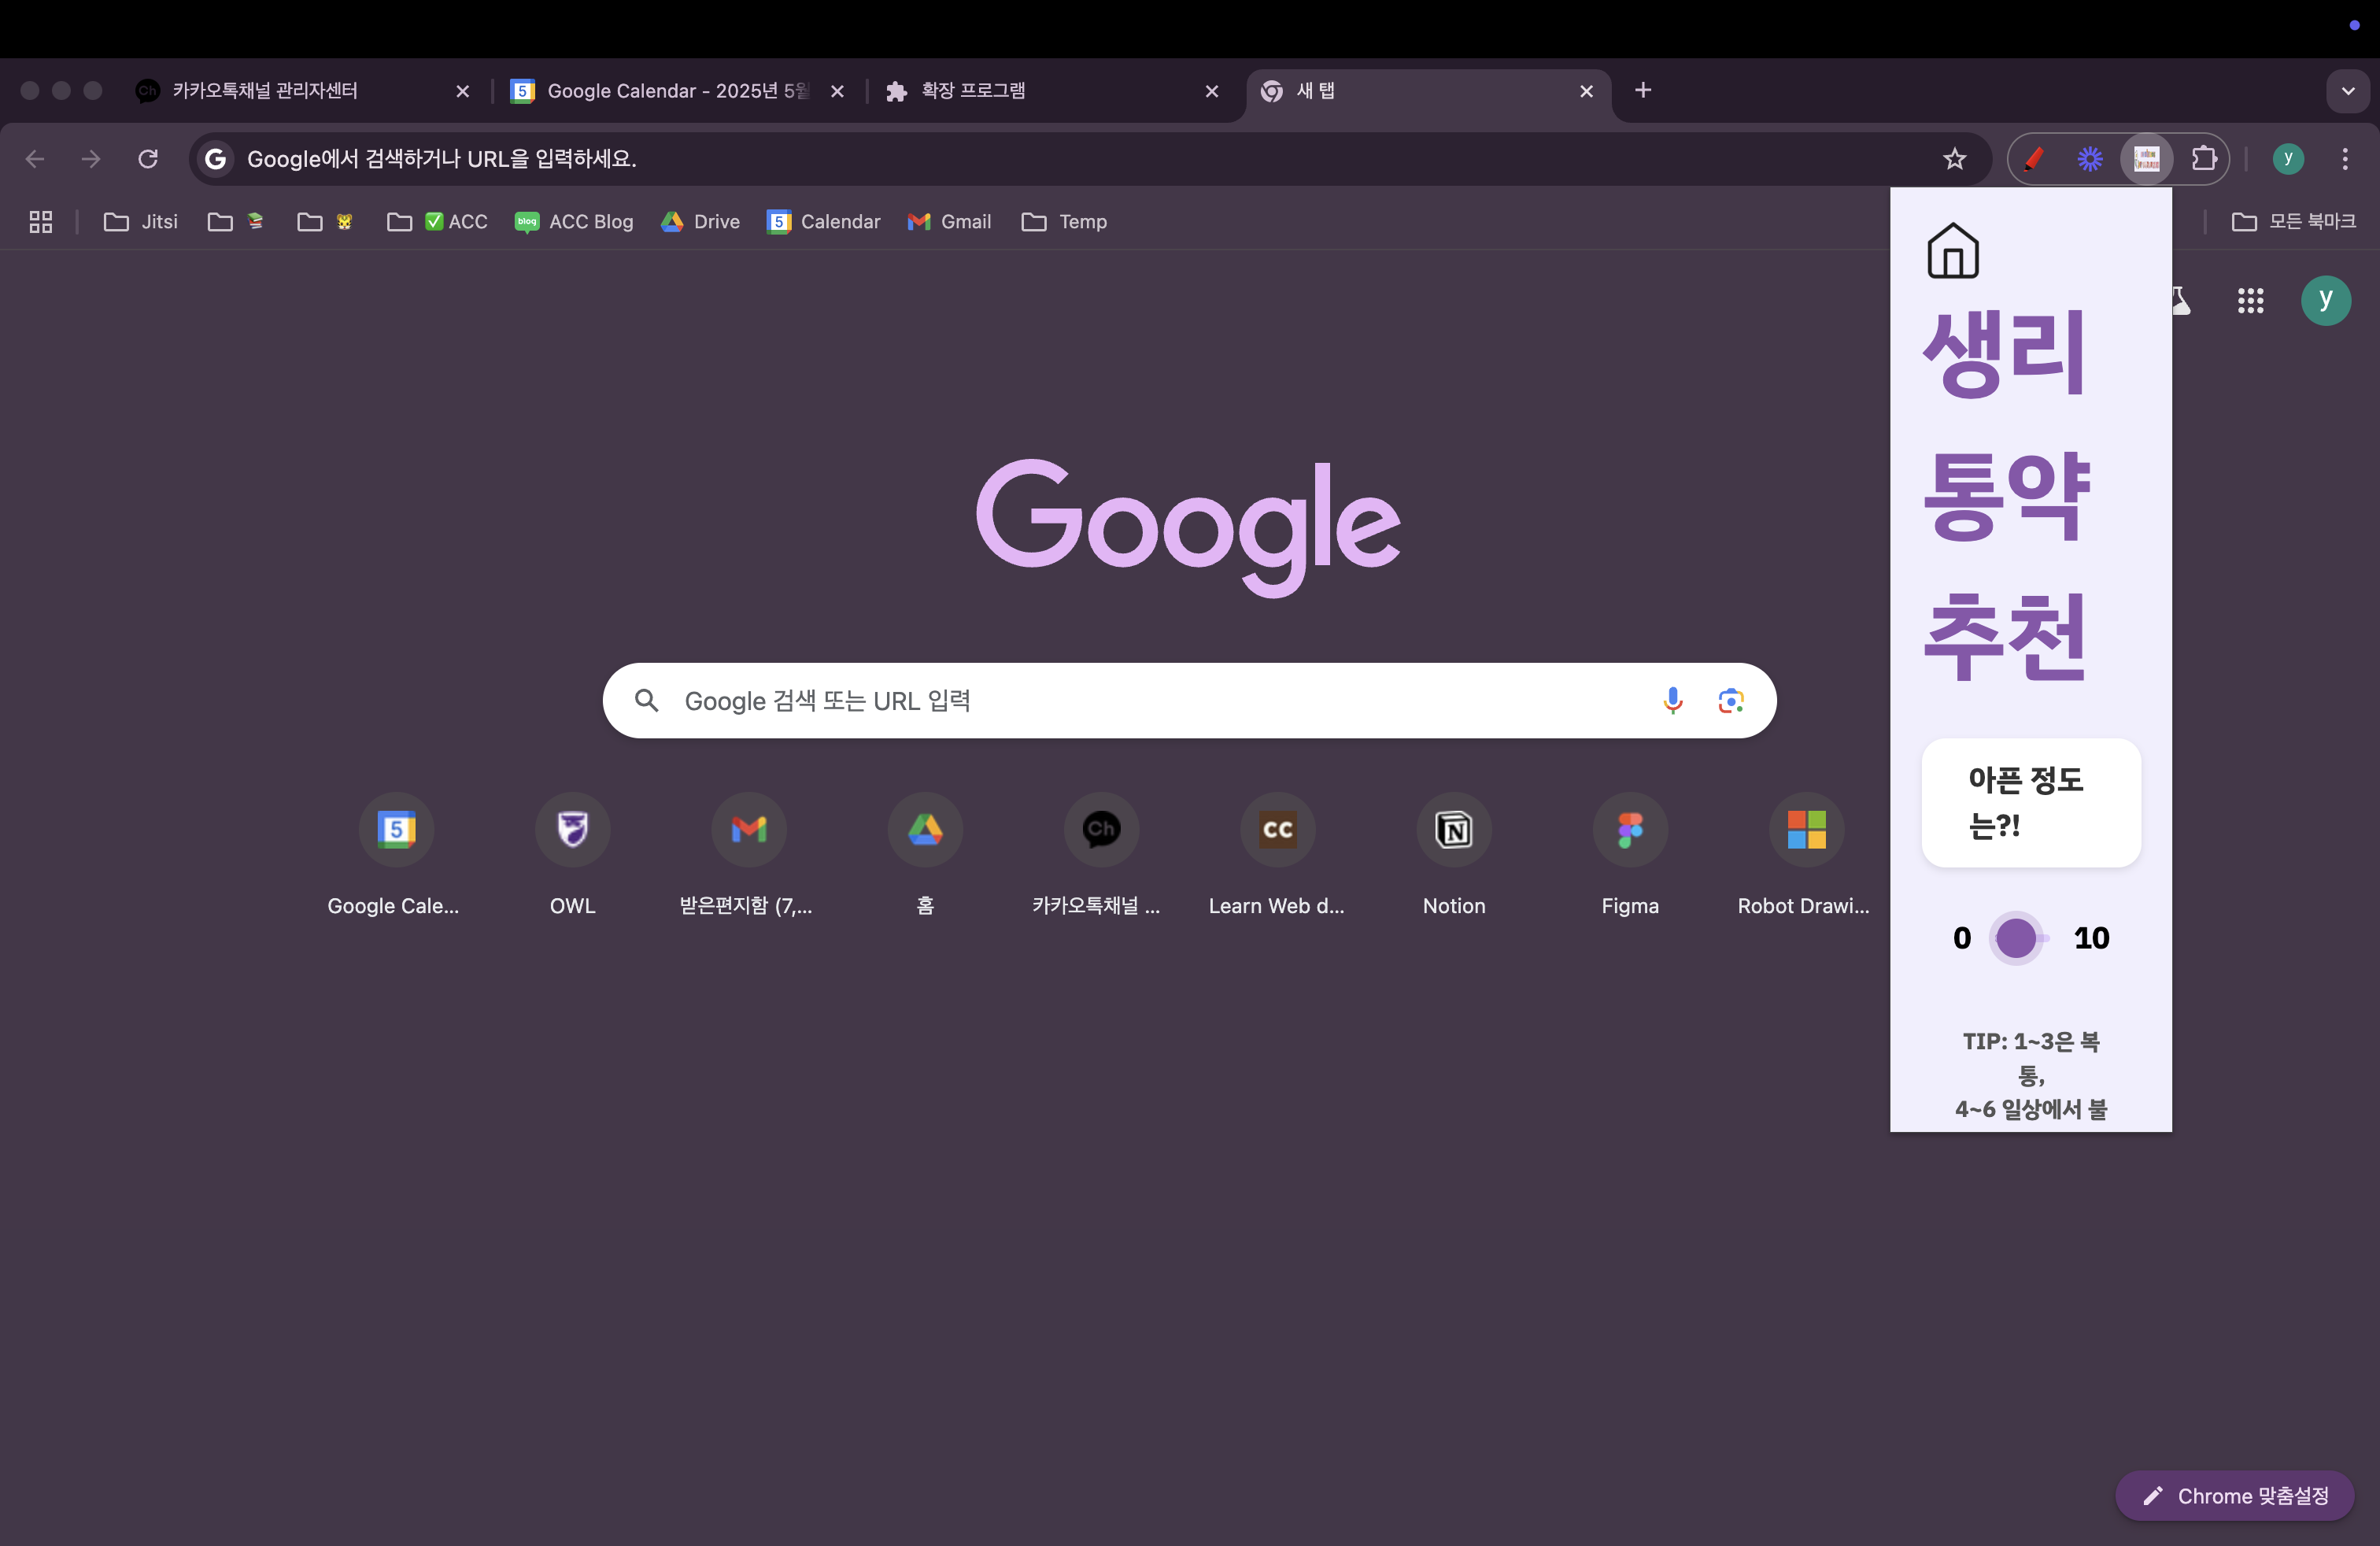 카카오톡채널 관리자센터
5 Google Calendar - 2025년 5월
확장 프로그램
새 탭
Google에서 검색하거나 URL을 입력하세요.
y
Jitsi
ACC
blog ACC Blog
Drive
5 Calendar
Gmail
Temp
모든 북마크
y
생리
통약
추천
Google
Google 검색 또는 URL 입력
아픈 정도
는?!
5
Ch
CC
N
Google Cale...
OWL
받은편지함 (7,...
홈
카카오톡채널 ...
Learn Web d...
Notion
Figma
Robot Drawi...
0
10
TIP: 1~3은 복
통,
4~6 일상에서 불
Chrome 맞춤설정